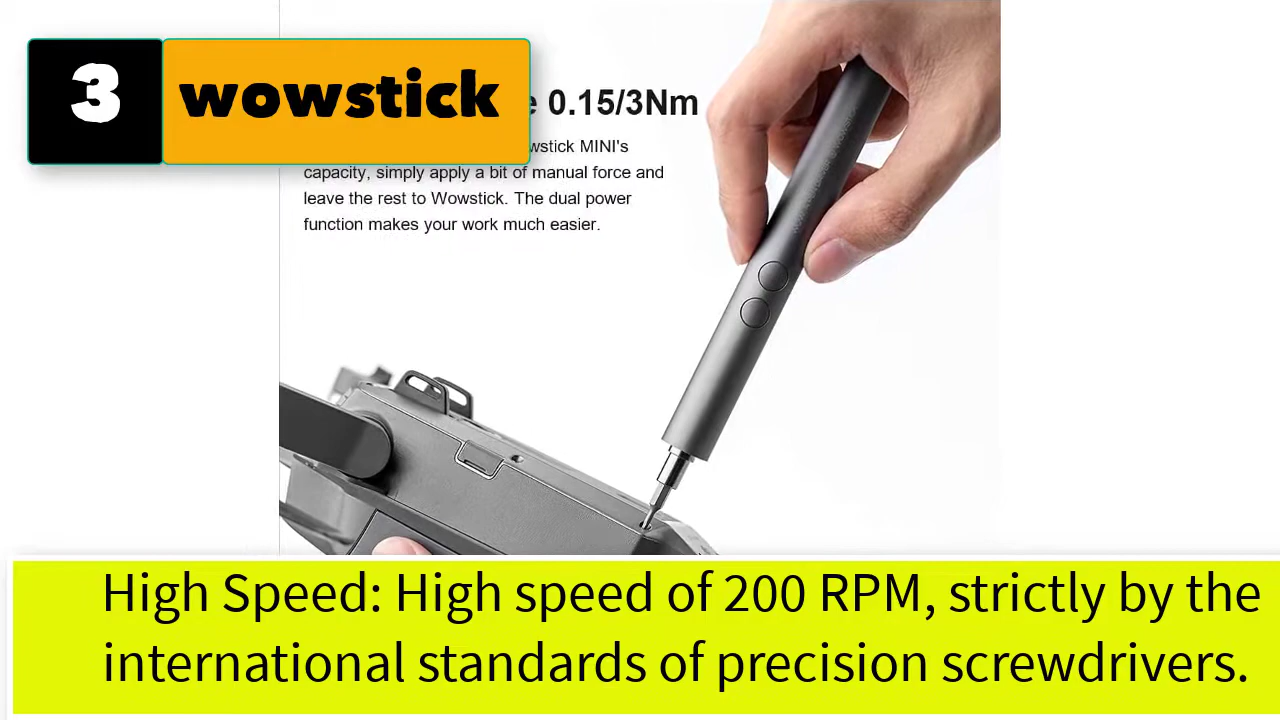 3 wowstick
0.15/3Nm
MINI's
capacity, simply apply a bit of manual force and
leave the rest to Wowstick. The dual power
function makes your work much easier.
High Speed: High speed of 200 RPM, strictly by the
international standards of precision screwdrivers.